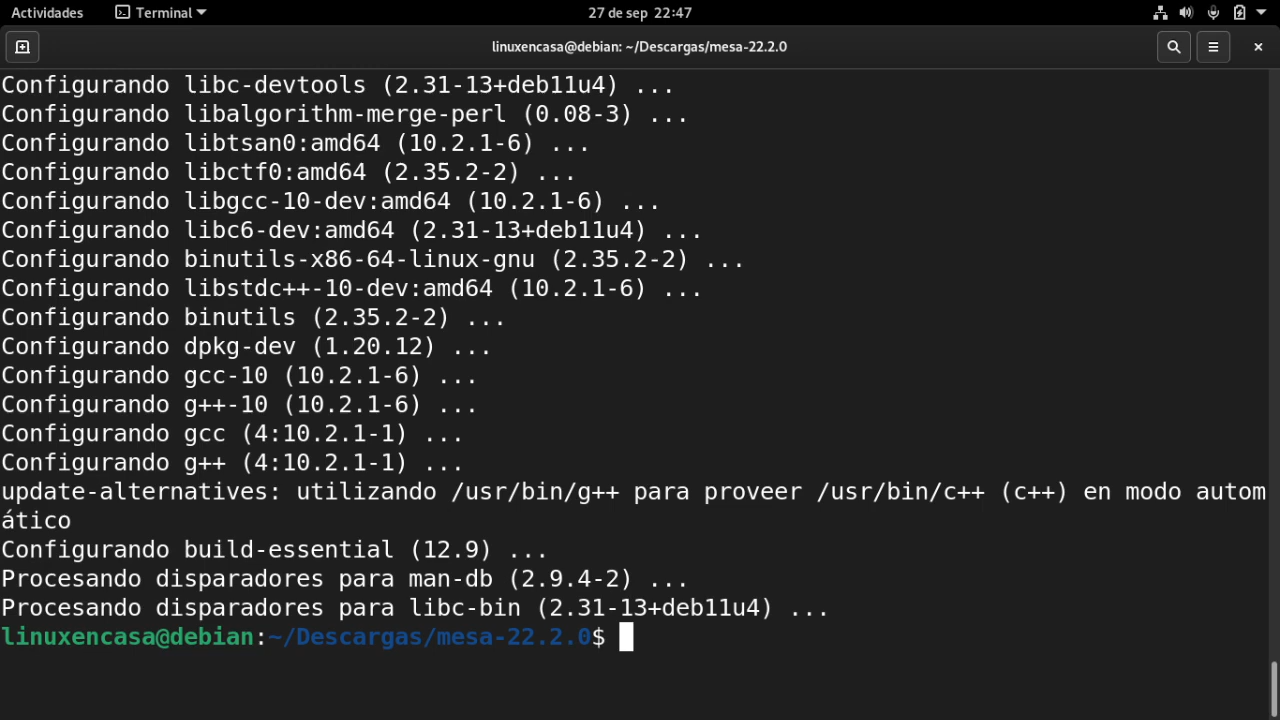 Actividades Terminal 27 de sep 22:47
linuxencasa@debian: ~/Descargas/mesa-22.2.0
Configurando libc-devtools (2.31-13+deb11u4) ...
Configurando libalgorithm-merge-perl (0.08-3) ...
Configurando libtsan0:amd64 (10.2.1-6) ...
Configurando libctf0:amd64 (2.35.2-2) ...
Configurando libgcc-10-dev:amd64 (10.2.1-6) ...
Configurando libc6-dev:amd64 (2.31-13+deb11u4) ...
Configurando binutils-x86-64-linux-gnu (2.35.2-2) ...
Configurando libstdc++-10-dev:amd64 (10.2.1-6) ...
Configurando binutils (2.35.2-2) ...
Configurando dpkg-dev (1.20.12) ...
Configurando gcc-10 (10.2.1-6) ...
Configurando g++-10 (10.2.1-6) ...
Configurando gcc (4:10.2.1-1) ...
Configurando g++ (4:10.2.1-1) ...
update-alternatives: utilizando /usr/bin/g++ para proveer /usr/bin/c++ (c++) en modo autom
ático
Configurando build-essential (12.9) ...
Procesando disparadores para man-db (2.9.4-2) ...
Procesando disparadores para libc-bin (2.31-13+deb11u4) ...
linuxencasa@debian:~/Descargas/mesa-22.2.0$